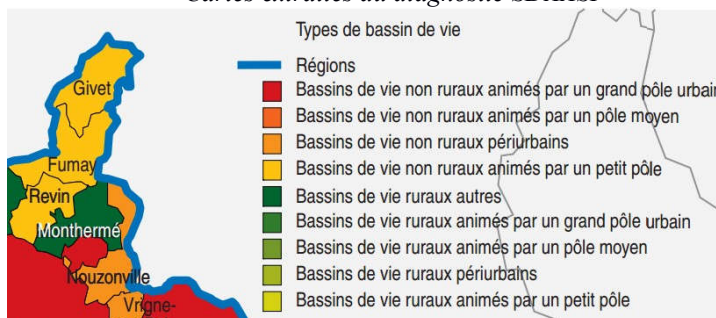 Types de bassin de vie
Régions
Bassins de vie non ruraux animés par un grand pôle urbain
Bassins de vie non ruraux animés par un pôle moyen
Bassins de vie non ruraux périurbains
Bassins de vie non ruraux animés par un petit pôle
Bassins de vie ruraux autres
Bassins de vie ruraux animés par un grand pôle urbain
Bassins de vie ruraux animés par un pôle moyen
Bassins de vie ruraux périurbains
Bassins de vie ruraux animés par un petit pôle
Givet
Fumay
Revin
Monthermé
Nouzonville
Vrigne-